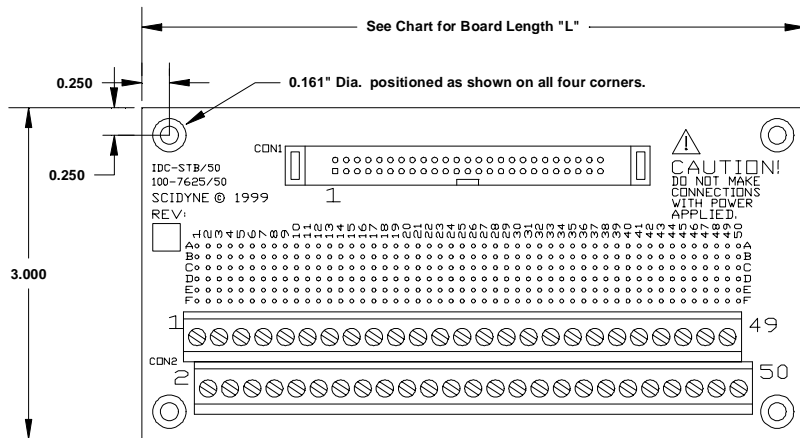 See Chart for Board Length "L"
0.250
0.161" Dia. positioned as shown on all four corners.
0.250
3.000
CON1
1
IDC-STB/50
100-7625/50
SCIDYNE © 1999
REV:
CAUTION!
DO NOT MAKE
CONNECTIONS
WITH POWER
APPLIED.
1 2 3 4 5 6 7 8 9 10 11 12 13 14 15 16 17 18 19 20 21 22 23 24 25 26 27 28 29 30 31 32 33 34 35 36 37 38 39 40 41 42 43 44 45 46 47 48 49 50
A A
B B
C C
D D
E E
F F
1 49
CON2
2 50